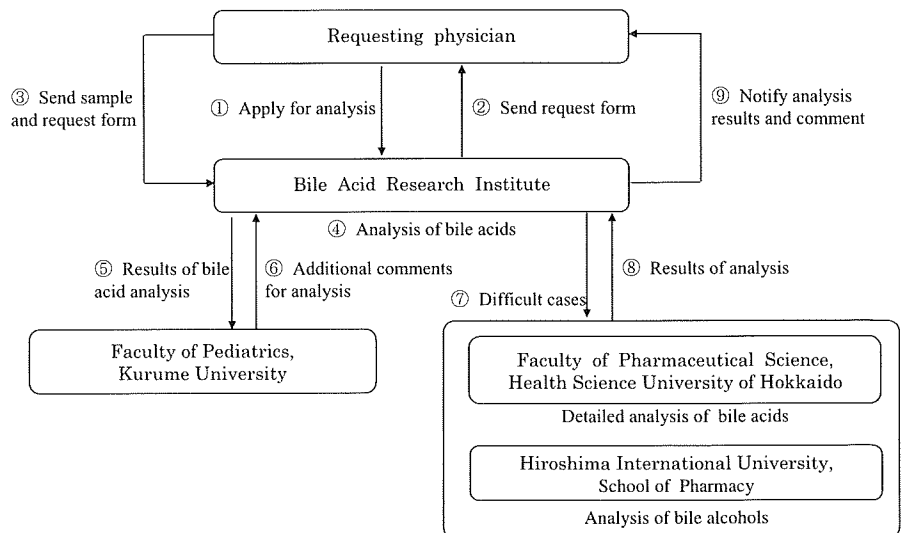 Requesting physician
③ Send sample
and request form
① Apply for analysis
② Send request form
⑨ Notify analysis
results and comment
Bile Acid Research Institute
④ Analysis of bile acids
⑤ Results of bile
acid analysis
⑥ Additional comments
for analysis
⑦ Difficult cases
⑧ Results of analysis
Faculty of Pediatrics,
Kurume University
Faculty of Pharmaceutical Science,
Health Science University of Hokkaido
Detailed analysis of bile acids
Hiroshima International University,
School of Pharmacy
Analysis of bile alcohols